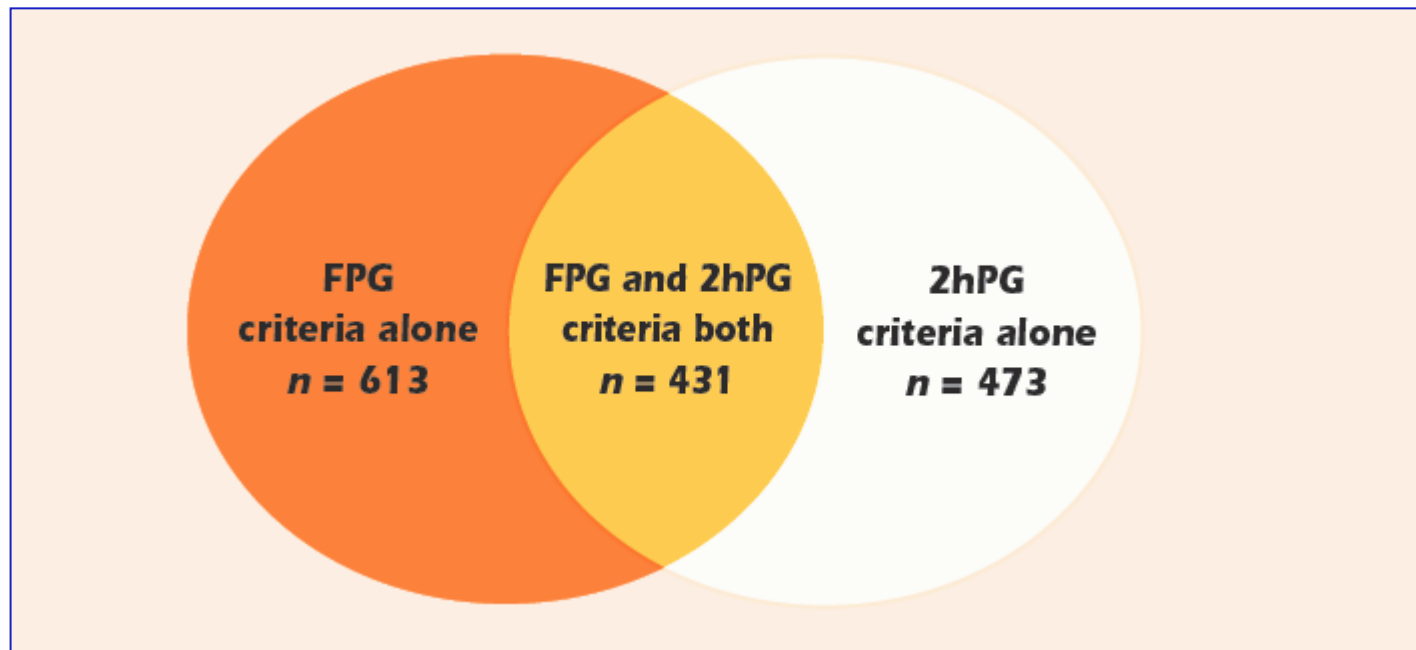 FPG
criteria alone
n = 613
FPG and 2hPG
criteria both
n = 431
2hPG
criteria alone
n = 473